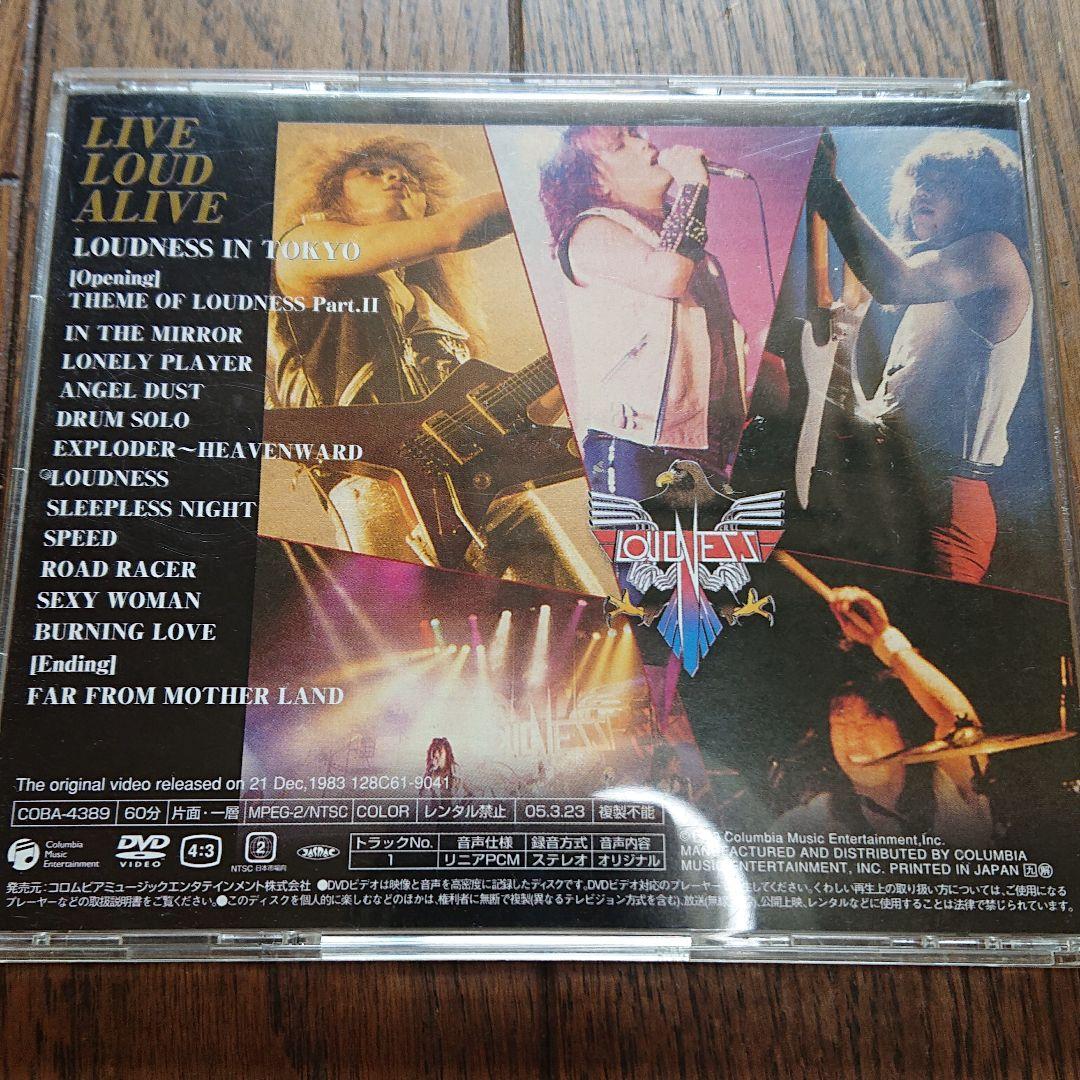 LIVE
LOUD
ALIVE
LOUDNESS IN TOKYO
[Opening]
THEME OF LOUDNESS Part.II
IN THE MIRROR
LONELY PLAYER
ANGEL DUST
DRUM SOLO
EXPLODER～HEAVENWARD
LOUDNESS
SLEEPLESS NIGHT
SPEED
ROAD RACER
SEXY WOMAN
BURNING LOVE
[Ending]
FAR FROM MOTHER LAND
LOUDNESS
The original video released on 21 Dec,1983 128C61-9041
COBA-4389 60分 片面・一層 MPEG-2/NTSC COLOR レンタル禁止 05.3.23 複製不能
Columbia
Music
Entertainment
DVD
VIDEO
4:3
2
NTSC 日本市場向
JASRAC
トラックNo. 音声仕様 録音方式 音声内容
1 リニアPCM ステレオ オリジナル
Columbia Music Entertainment,Inc.
MANUFACTURED AND DISTRIBUTED BY COLUMBIA
MUSIC ENTERTAINMENT, INC. PRINTED IN JAPAN 九 解
発売元:コロムビアミュージックエンタテインメント株式会社 ●DVDビデオは映像と音声を高密度に記録したディスクです。DVDビデオ対応のプレーヤー 生してください。くわしい再生上の取り扱い方については、ご使用になる
プレーヤーなどの取扱説明書をご覧ください。●このディスクを個人的に楽しむなどのほかは、権利者に無断で複製(異なるテレビジョン方式を含む)、放送(無線 )、公開上映、レンタルなどに使用することは法律で禁じられています。